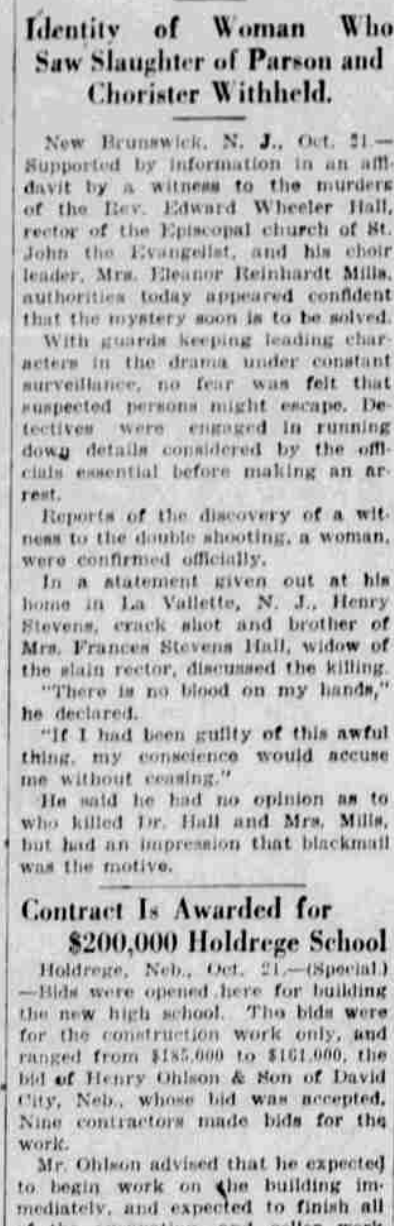 Identity of Woman Who
Saw Slaughter of Parson and
Chorister Withheld.
New Brunswick, N. J., Oct. 21.—
Supported by information in an affi-
davit by a witness to the murders
of the Rev. Edward Wheeler Hall,
rector of the Episcopal church of St.
John the Evangelist, and his choir
leader, Mrs. Eleanor Reinhardt Mills,
authorities today appeared confident
that the mystery soon is to be solved.
With guards keeping leading char-
acters in the drama under constant
surveillance, no fear was felt that
suspected persons might escape. De-
tectives were engaged in running
down details considered by the offi-
cials essential before making an ar-
rest.
Reports of the discovery of a wit-
ness to the double shooting, a woman,
were confirmed officially.
In a statement given out at his
home in La Vallette, N. J., Henry
Stevens, crack shot and brother of
Mrs. Frances Stevens Hall, widow of
the slain rector, discussed the killing.
"There is no blood on my hands,"
he declared.
"If I had been guilty of this awful
thing, my conscience would accuse
me without ceasing."
He said he had no opinion as to
who killed Dr. Hall and Mrs. Mills,
but had an impression that blackmail
was the motive.
Contract Is Awarded for
$200,000 Holdrege School
Holdrege, Neb., Oct. 21.—(Special.)
—Bids were opened here for building
the new high school. The bids were
for the construction work only, and
ranged from $185,000 to $161,000, the
bid of Henry Ohlson & Son of David
City, Neb., whose bid was accepted.
Nine contractors made bids for the
work.
Mr. Ohlson advised that he expected
to begin work on the building im-
mediately, and expected to finish all